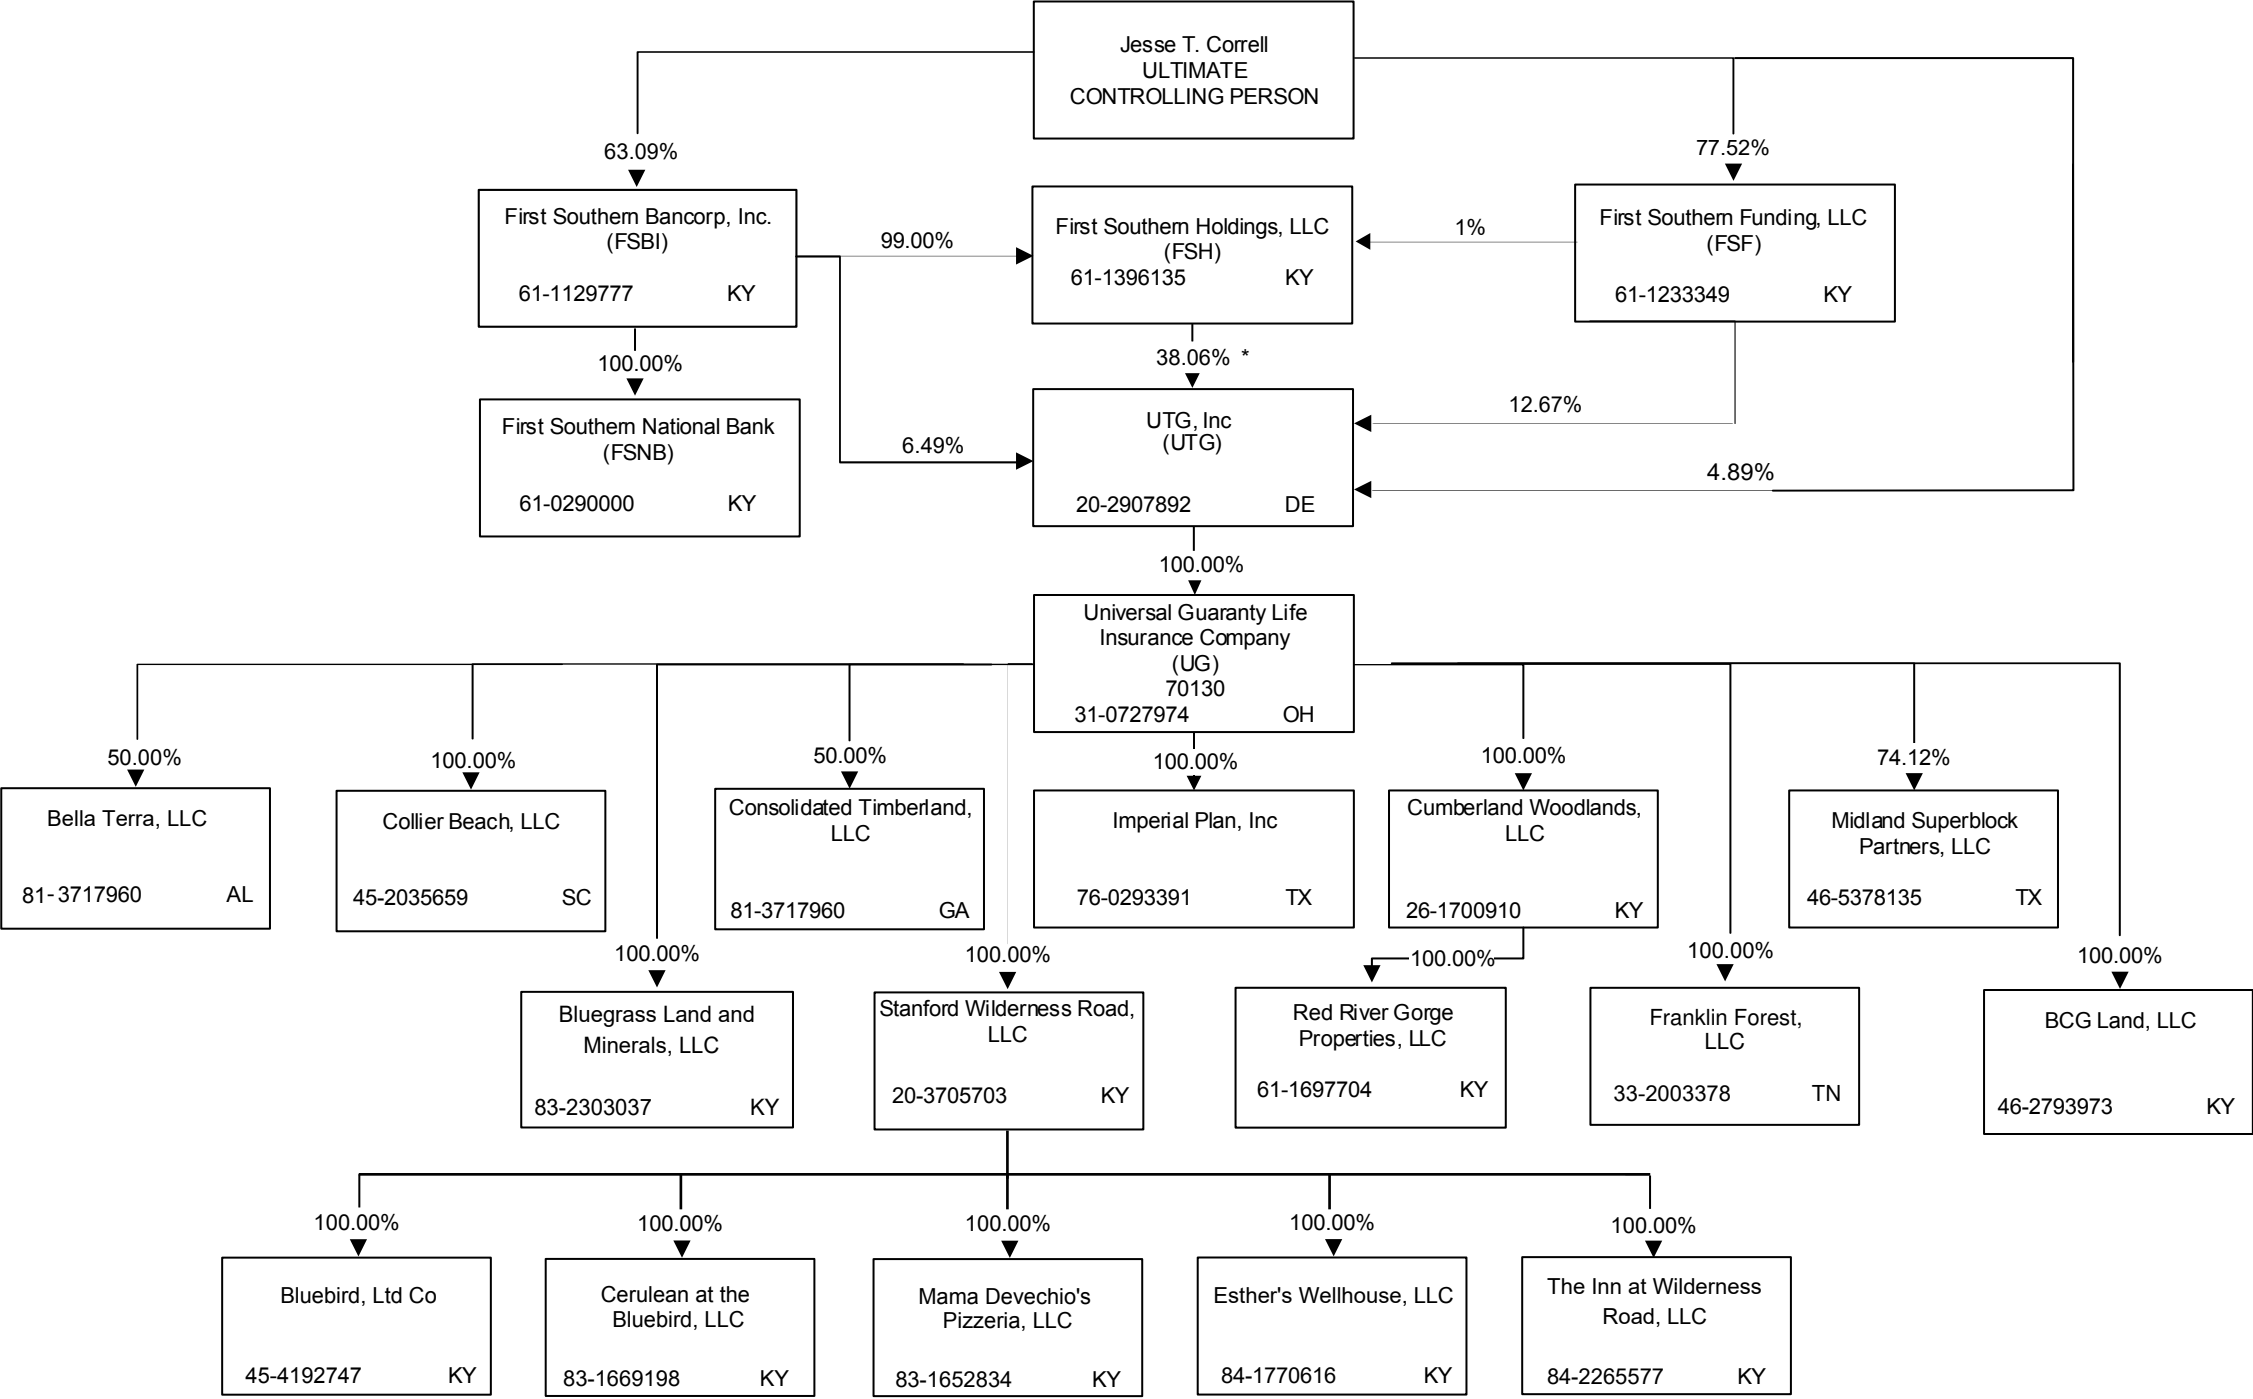 Jesse T. Correll
ULTIMATE
CONTROLLING PERSON
63.09%
77.52%
First Southern Bancorp, Inc.
(FSBI)
61-1129777 KY
99.00%
First Southern Holdings, LLC
(FSH)
61-1396135 KY
1%
First Southern Funding, LLC
(FSF)
61-1233349 KY
100.00%
38.06% *
First Southern National Bank
(FSNB)
61-0290000 KY
6.49%
UTG, Inc
(UTG)
20-2907892 DE
12.67%
4.89%
100.00%
Universal Guaranty Life
Insurance Company
(UG)
70130
31-0727974 OH
50.00%
100.00%
50.00%
100.00%
100.00%
74.12%
Bella Terra, LLC
81-3717960 AL
Collier Beach, LLC
45-2035659 SC
Consolidated Timberland,
LLC
81-3717960 GA
Imperial Plan, Inc
76-0293391 TX
Cumberland Woodlands,
LLC
26-1700910 KY
Midland Superblock
Partners, LLC
46-5378135 TX
100.00%
100.00%
100.00%
100.00%
100.00%
Bluegrass Land and
Minerals, LLC
83-2303037 KY
Stanford Wilderness Road,
LLC
20-3705703 KY
Red River Gorge
Properties, LLC
61-1697704 KY
Franklin Forest,
LLC
33-2003378 TN
BCG Land, LLC
46-2793973 KY
100.00%
100.00%
100.00%
100.00%
100.00%
Bluebird, Ltd Co
45-4192747 KY
Cerulean at the
Bluebird, LLC
83-1669198 KY
Mama Devechio's
Pizzeria, LLC
83-1652834 KY
Esther's Wellhouse, LLC
84-1770616 KY
The Inn at Wilderness
Road, LLC
84-2265577 KY